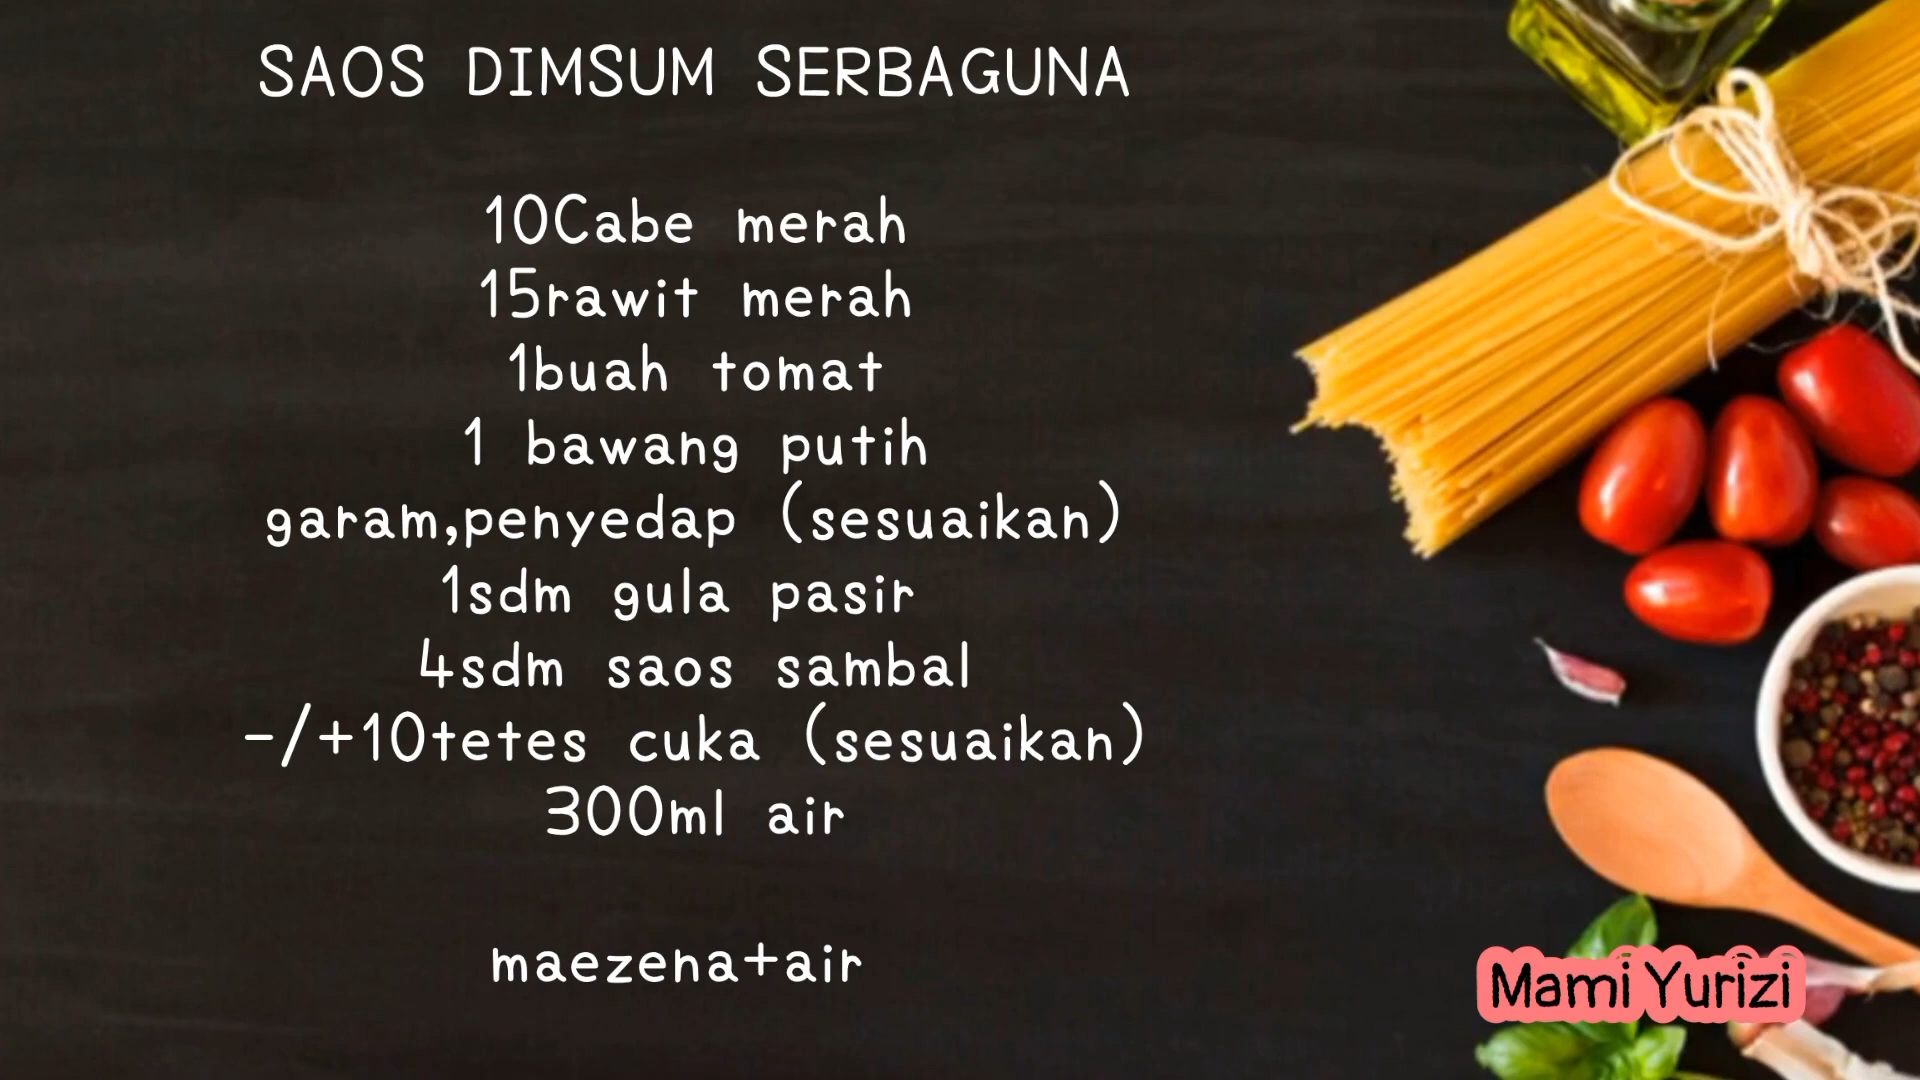 SAOS DIMSUM SERBAGUNA
10Cabe merah
15rawit merah
1buah tomat
1 bawang putih
garam,penyedap (sesuaikan)
1sdm gula pasir
4sdm saos sambal
-/+10tetes cuka (sesuaikan)
300ml air
maezena+air
Mami Yurizi